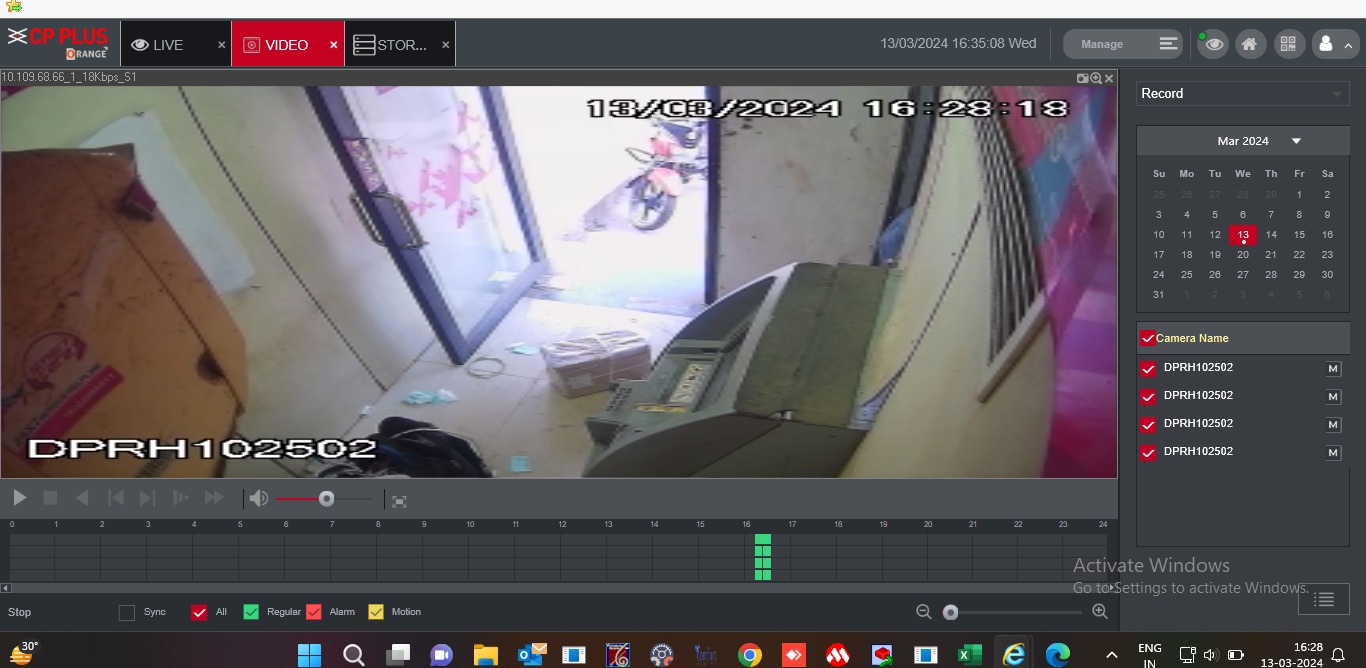 CP PLUS
ORANGE
LIVE
VIDEO
STOR...
13/03/2024 16:35:08 Wed
Manage
10.109.68.66_1_18Kbps_S1
13/03/2024 16:28:18
DPRH102502
Record
Mar 2024
Su Mo Tu We Th Fr Sa
25 26 27 28 29 1 2
3 4 5 6 7 8 9
10 11 12 13 14 15 16
17 18 19 20 21 22 23
24 25 26 27 28 29 30
31 1 2 3 4 5 6
Camera Name
DPRH102502 M
DPRH102502 M
DPRH102502 M
DPRH102502 M
0 1 2 3 4 5 6 7 8 9 10 11 12 13 14 15 16 17 18 19 20 21 22 23 24
Activate Windows
Go to Settings to activate Windows.
Stop
Sync
All
Regular
Alarm
Motion
30°
ENG
IN
16:28
13-03-2024